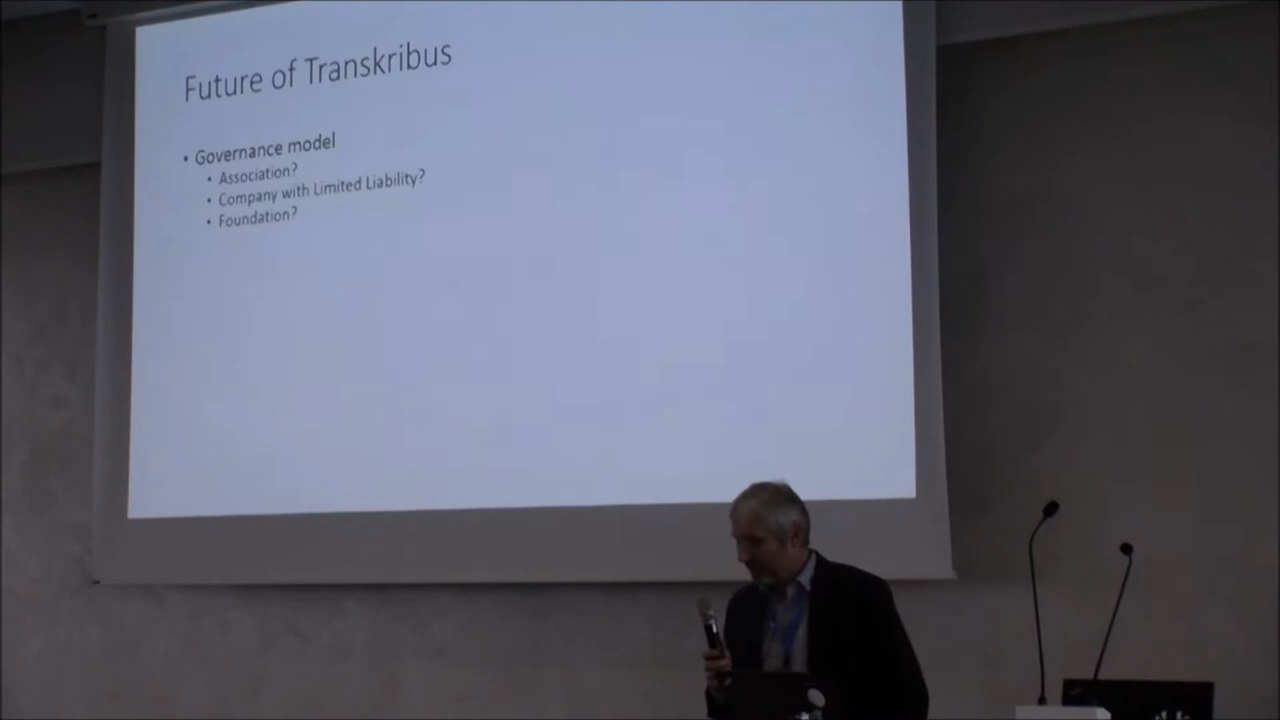 Future of Transkribus
• Governance model
• Association?
• Company with Limited Liability?
• Foundation?